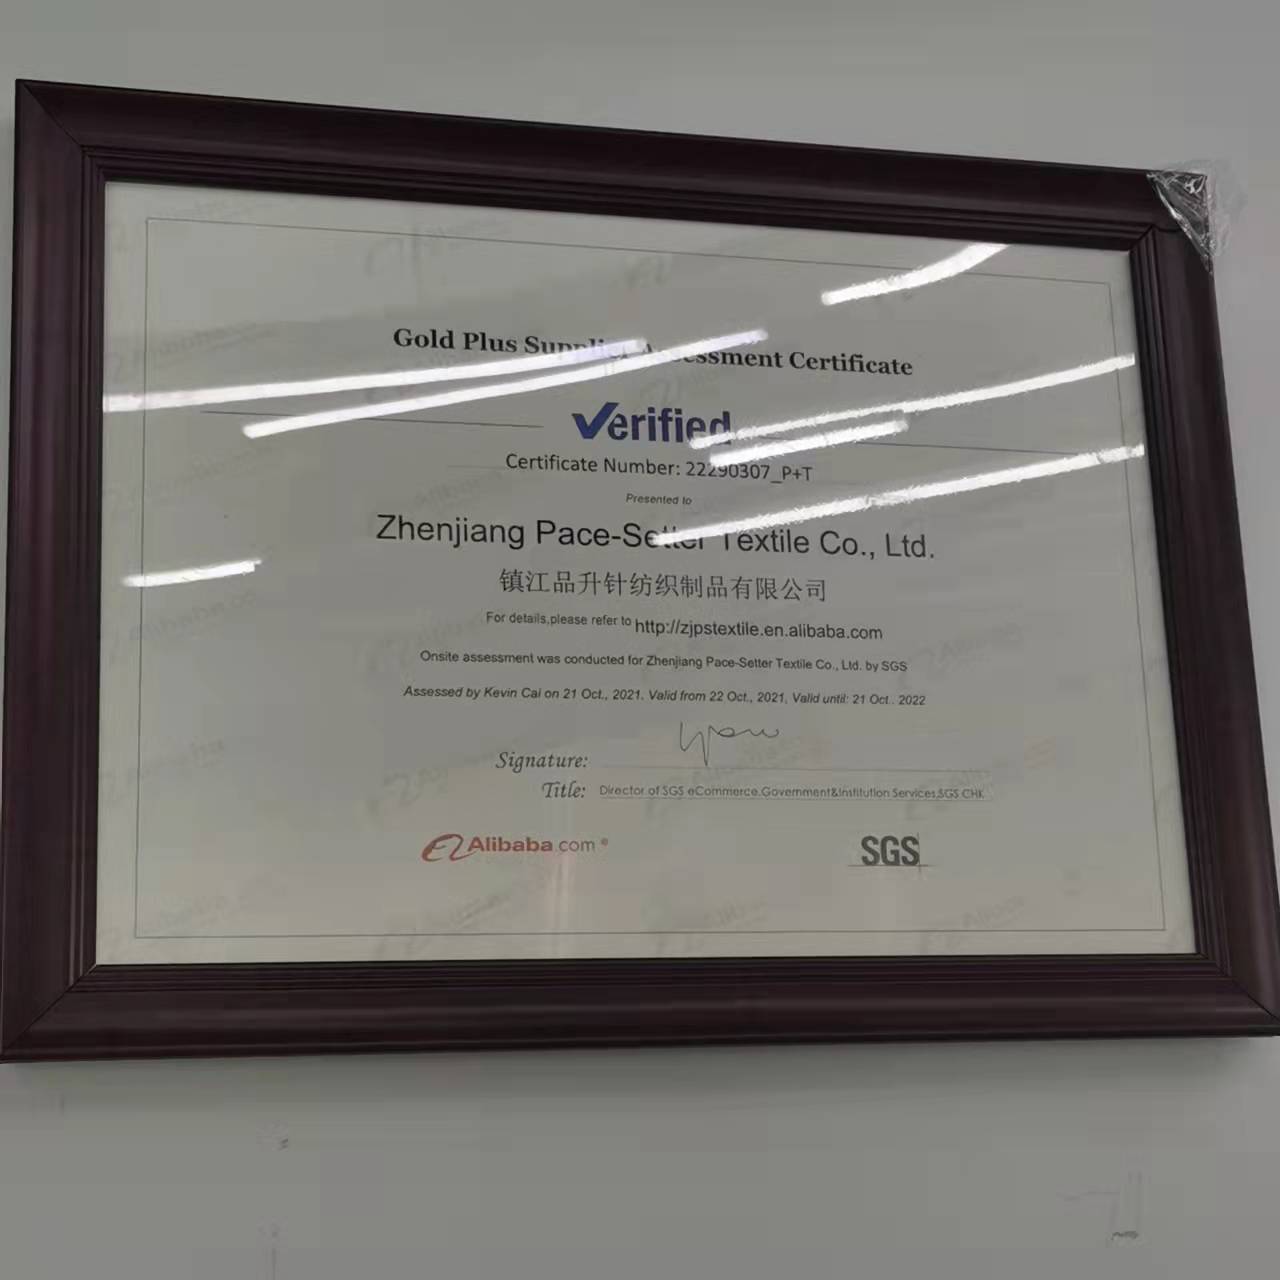 Gold Plus Supplier Assessment Certificate
Verified
Certificate Number: 22290307_P+T
Presented to
Zhenjiang Pace-Setter Textile Co., Ltd.
镇江品升针纺织制品有限公司
For details,please refer to http://zjpstextile.en.alibaba.com
Onsite assessment was conducted for Zhenjiang Pace-Setter Textile Co., Ltd. by SGS
Assessed by Kevin Cai on 21 Oct., 2021. Valid from 22 Oct., 2021, Valid until: 21 Oct.. 2022
Signature:
Title: Director of SGS eCommerce.Government&Institution Services,SGS CHK
Alibaba.com®
SGS